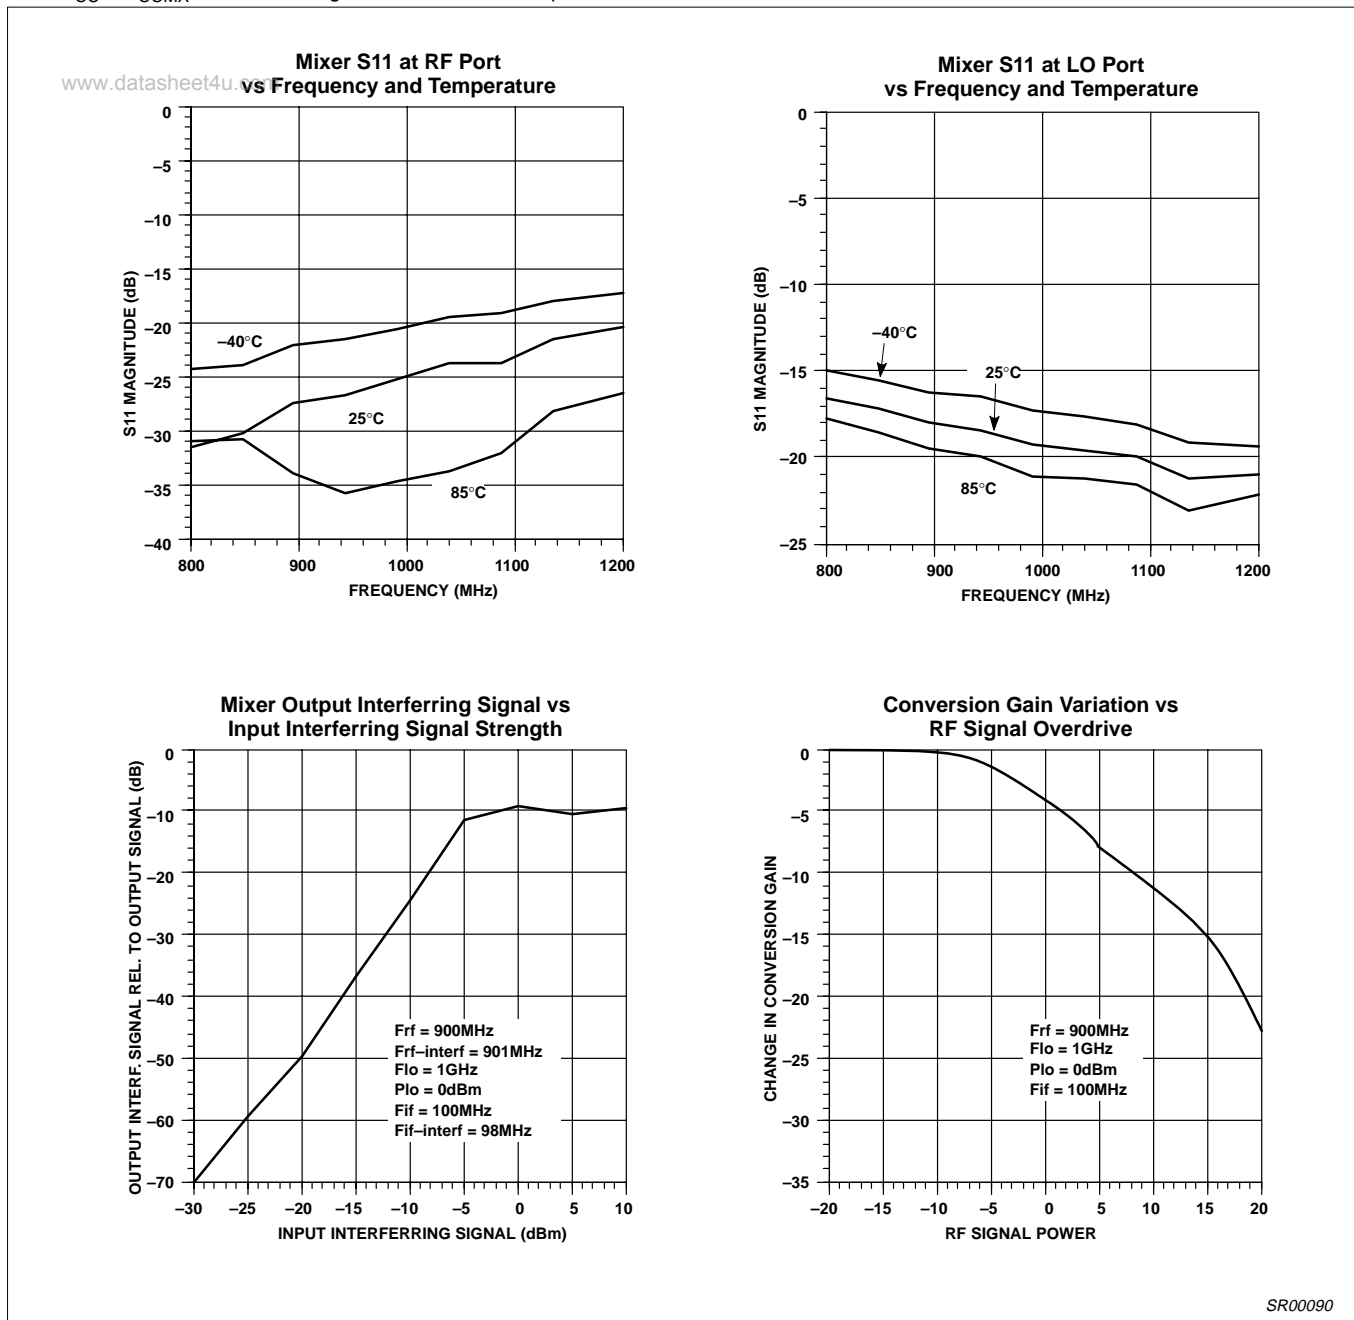 Mixer S11 at RF Port
vs Frequency and Temperature
0
–5
–10
–15
–20
–25
–30
–35
–40
S11 MAGNITUDE (dB)
–40°C
25°C
85°C
800
900
1000
1100
1200
FREQUENCY (MHz)
Mixer S11 at LO Port
vs Frequency and Temperature
0
–5
–10
–15
–20
–25
S11 MAGNITUDE (dB)
–40°C
25°C
85°C
800
900
1000
1100
1200
FREQUENCY (MHz)
Mixer Output Interferring Signal vs
Input Interferring Signal Strength
0
–10
–20
–30
–40
–50
–60
–70
OUTPUT INTERF. SIGNAL REL. TO OUTPUT SIGNAL (dB)
Frf = 900MHz
Frf–interf = 901MHz
Flo = 1GHz
Plo = 0dBm
Fif = 100MHz
Fif–interf = 98MHz
–30
–25
–20
–15
–10
–5
0
5
10
INPUT INTERFERRING SIGNAL (dBm)
Conversion Gain Variation vs
RF Signal Overdrive
0
–5
–10
–15
–20
–25
–30
–35
CHANGE IN CONVERSION GAIN
Frf = 900MHz
Flo = 1GHz
Plo = 0dBm
Fif = 100MHz
–20
–15
–10
–5
0
5
10
15
20
RF SIGNAL POWER
SR00090